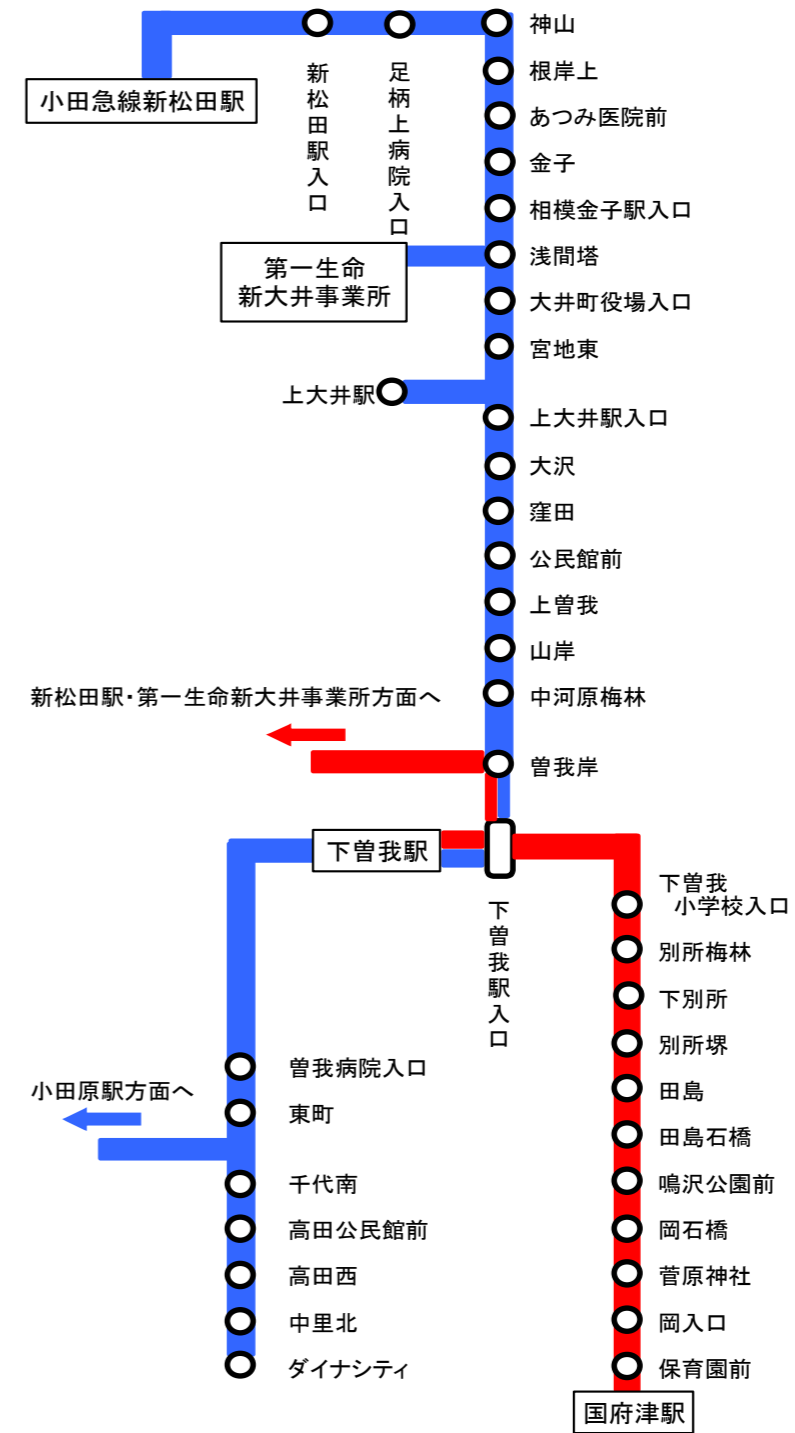 神山
小田急線新松田駅
新松田駅入口
足柄上病院入口
根岸上
あつみ医院前
金子
相模金子駅入口
第一生命
新大井事業所
浅間塔
大井町役場入口
宮地東
上大井駅
上大井駅入口
大沢
窪田
公民館前
上曽我
山岸
中河原梅林
新松田駅・第一生命新大井事業所方面へ
曽我岸
下曽我駅
下曽我駅入口
下曽我
小学校入口
別所梅林
下別所
別所堺
田島
田島石橋
鳴沢公園前
岡石橋
菅原神社
岡入口
保育園前
国府津駅
曽我病院入口
小田原駅方面へ
東町
千代南
高田公民館前
高田西
中里北
ダイナシティ